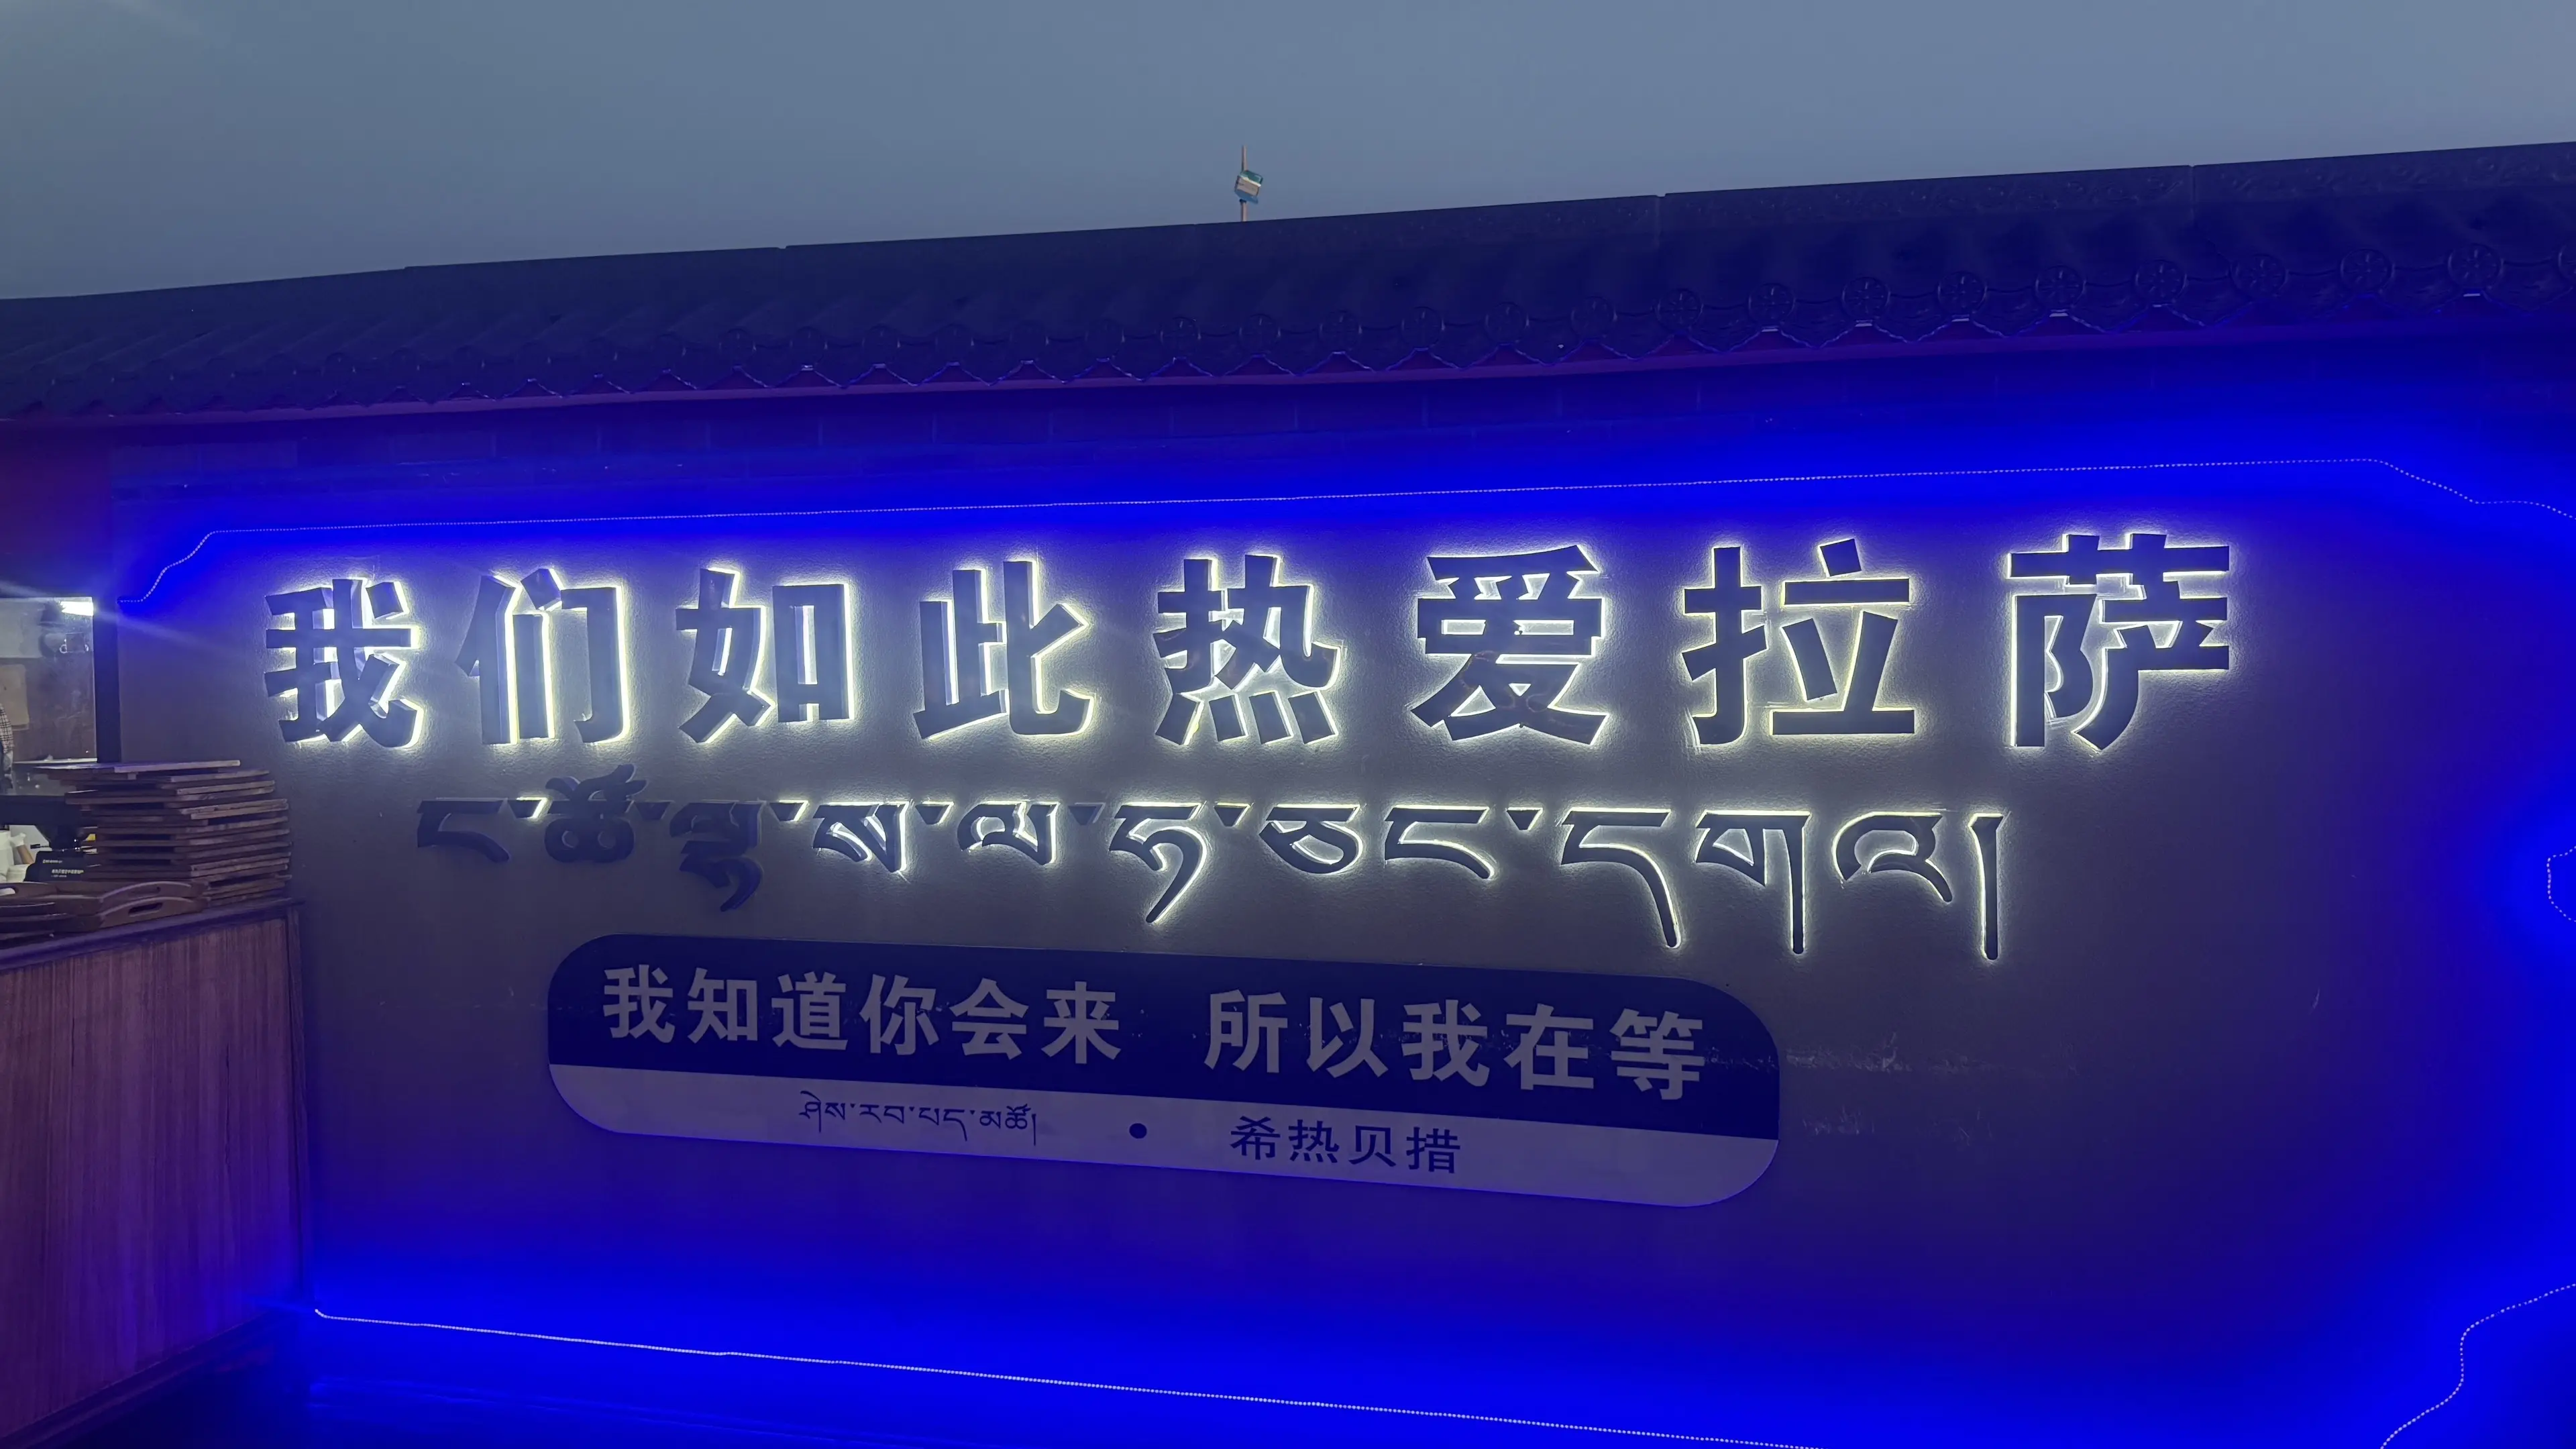 我们如此热爱拉萨
ང་ཚོ་ལྷ་ས་ལ་ཧ་ཅང་དགའ།
我知道你会来 所以我在等
ཤེས་རབ་པད་མཚོ། • 希热贝措